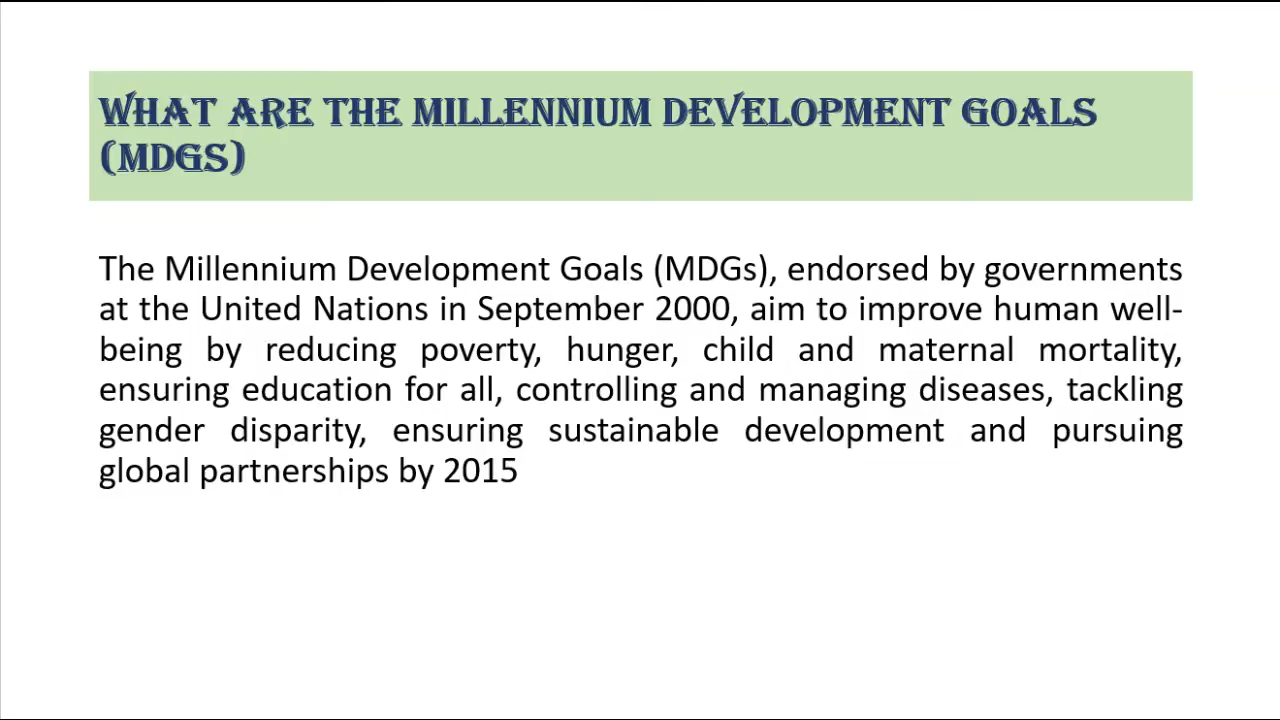 WHAT ARE THE MILLENNIUM DEVELOPMENT GOALS
(MDGS)
The Millennium Development Goals (MDGs), endorsed by governments
at the United Nations in September 2000, aim to improve human well-
being by reducing poverty, hunger, child and maternal mortality,
ensuring education for all, controlling and managing diseases, tackling
gender disparity, ensuring sustainable development and pursuing
global partnerships by 2015